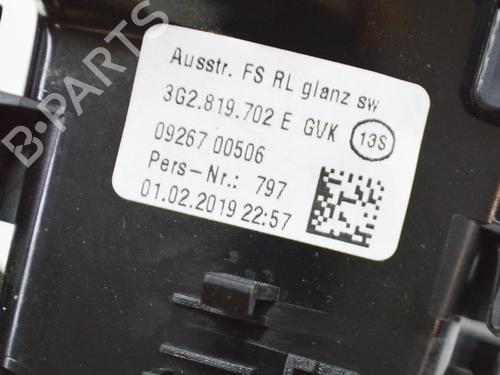 B-PARTS
Ausstr. FS RL glanz sw
3G2.819.702 E GVK 13S
09267 00506
Pers-Nr.: 797
01.02.2019 22:57